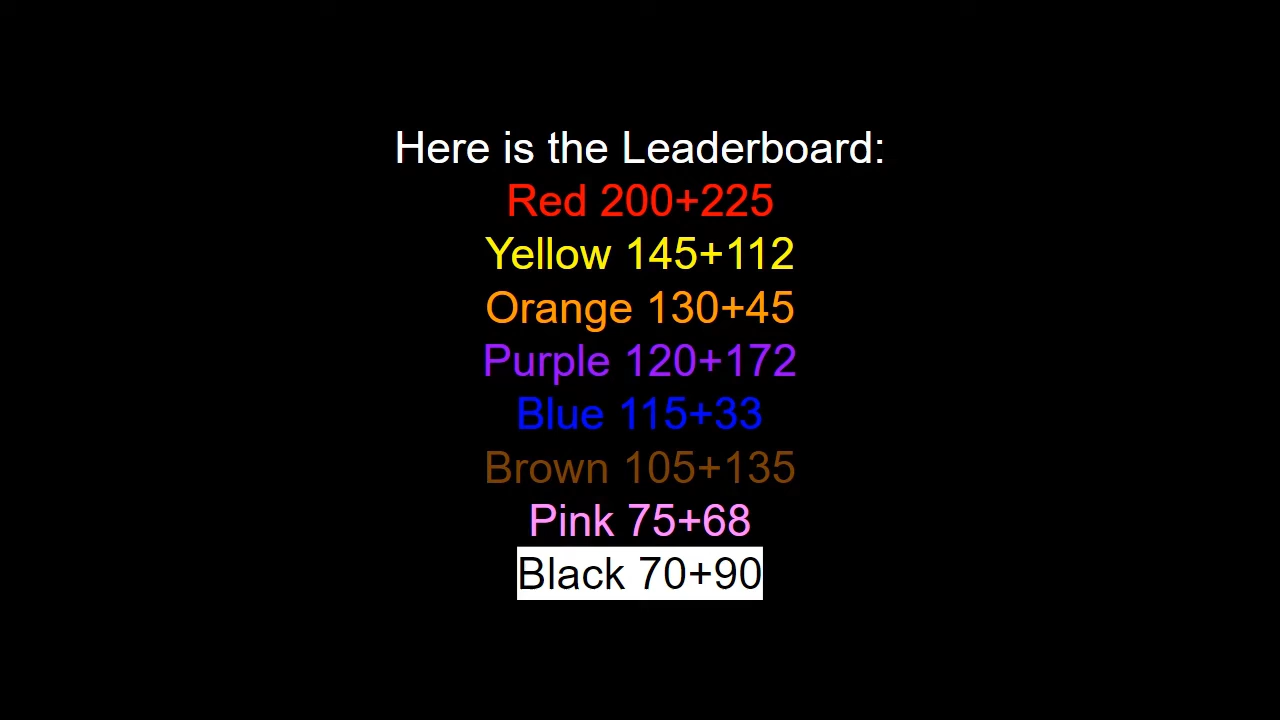 Here is the Leaderboard:
Red 200+225
Yellow 145+112
Orange 130+45
Purple 120+172
Blue 115+33
Brown 105+135
Pink 75+68
Black 70+90